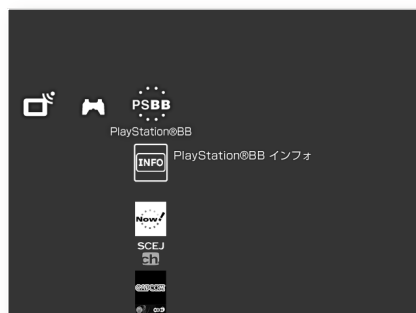 PSBB
PlayStation®BB
INFO
PlayStation®BB インフォ
Now!
SCEJ
ch